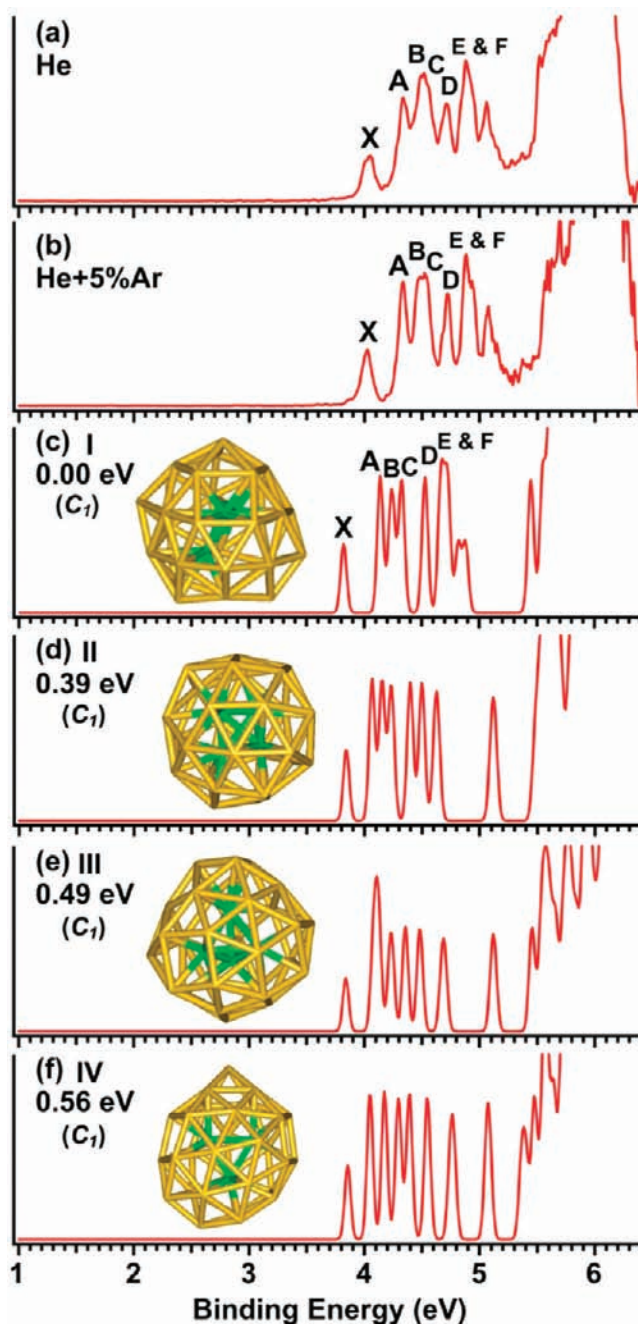 (a)
He
X
A
B
C
D
E & F
(b)
He+5%Ar
X
A
B
C
D
E & F
(c) I
0.00 eV
(C₁)
X
A
B
C
D
E & F
(d) II
0.39 eV
(C₁)
(e) III
0.49 eV
(C₁)
(f) IV
0.56 eV
(C₁)
1 2 3 4 5 6
Binding Energy (eV)